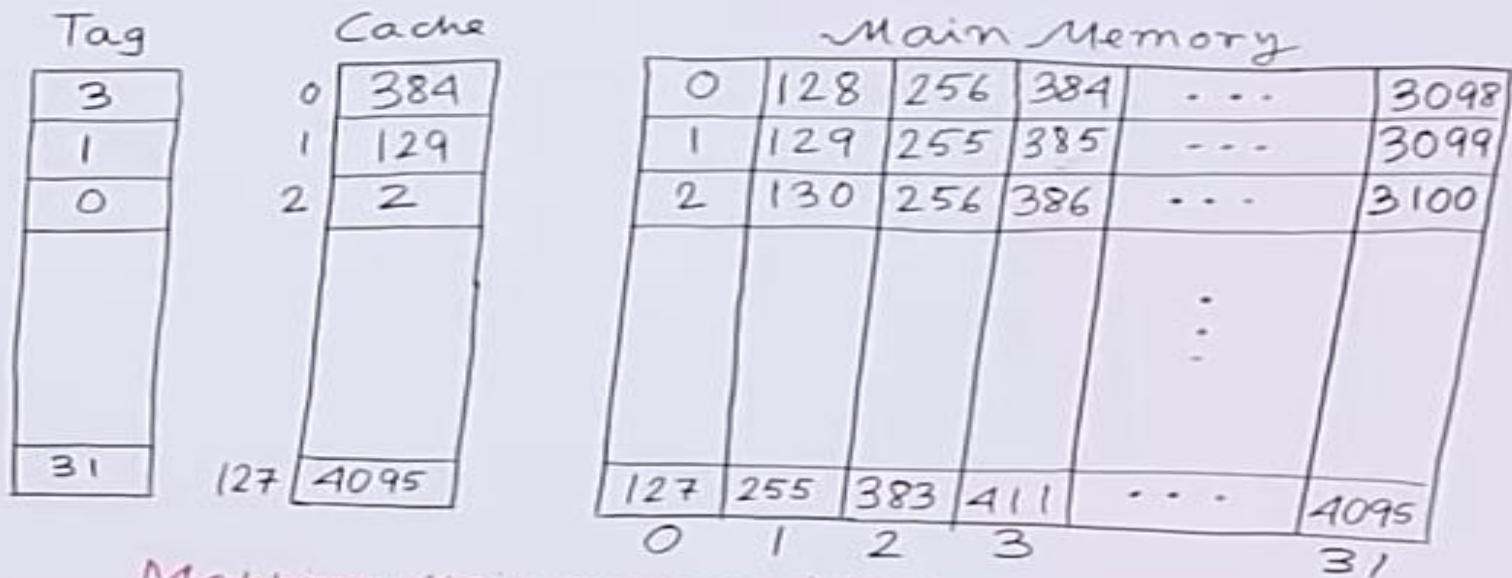 Tag Cache Main Memory
3 0 384 0 128 256 384 ... 3098
1 1 129 1 129 255 385 --- 3099
0 2 2 2 130 256 386 ... 3100
31 127 4095 127 255 383 411 ... 4095
0 1 2 3 31